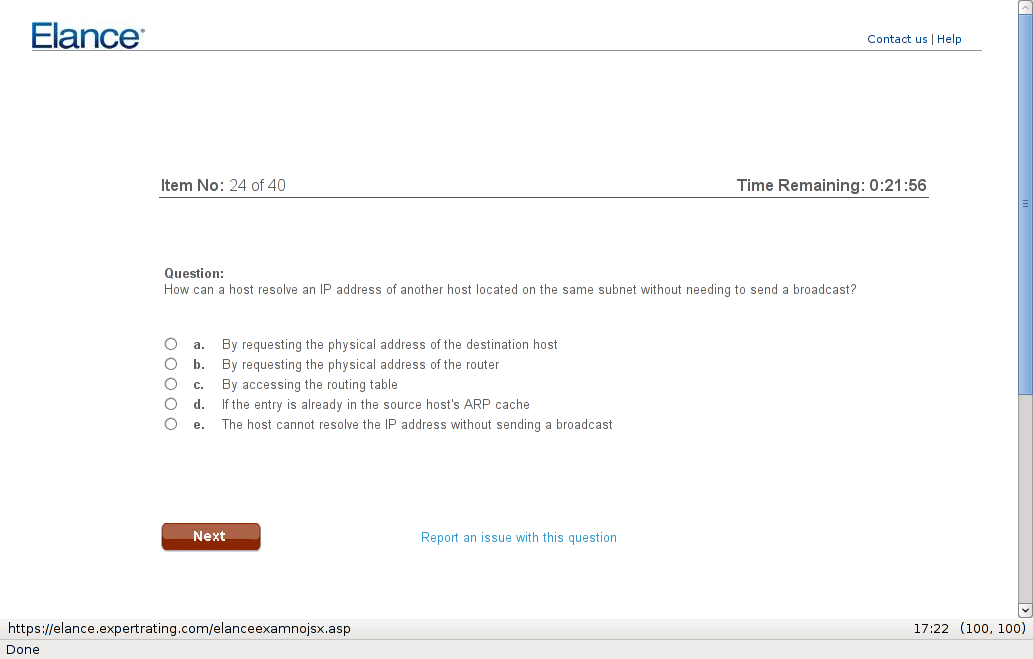 Elance
Contact us | Help
Item No: 24 of 40
Time Remaining: 0:21:56
Question:
How can a host resolve an IP address of another host located on the same subnet without needing to send a broadcast?
a. By requesting the physical address of the destination host
b. By requesting the physical address of the router
c. By accessing the routing table
d. If the entry is already in the source host's ARP cache
e. The host cannot resolve the IP address without sending a broadcast
Next
Report an issue with this question
https://elance.expertrating.com/elanceexamnojsx.asp
17:22 (100, 100)
Done